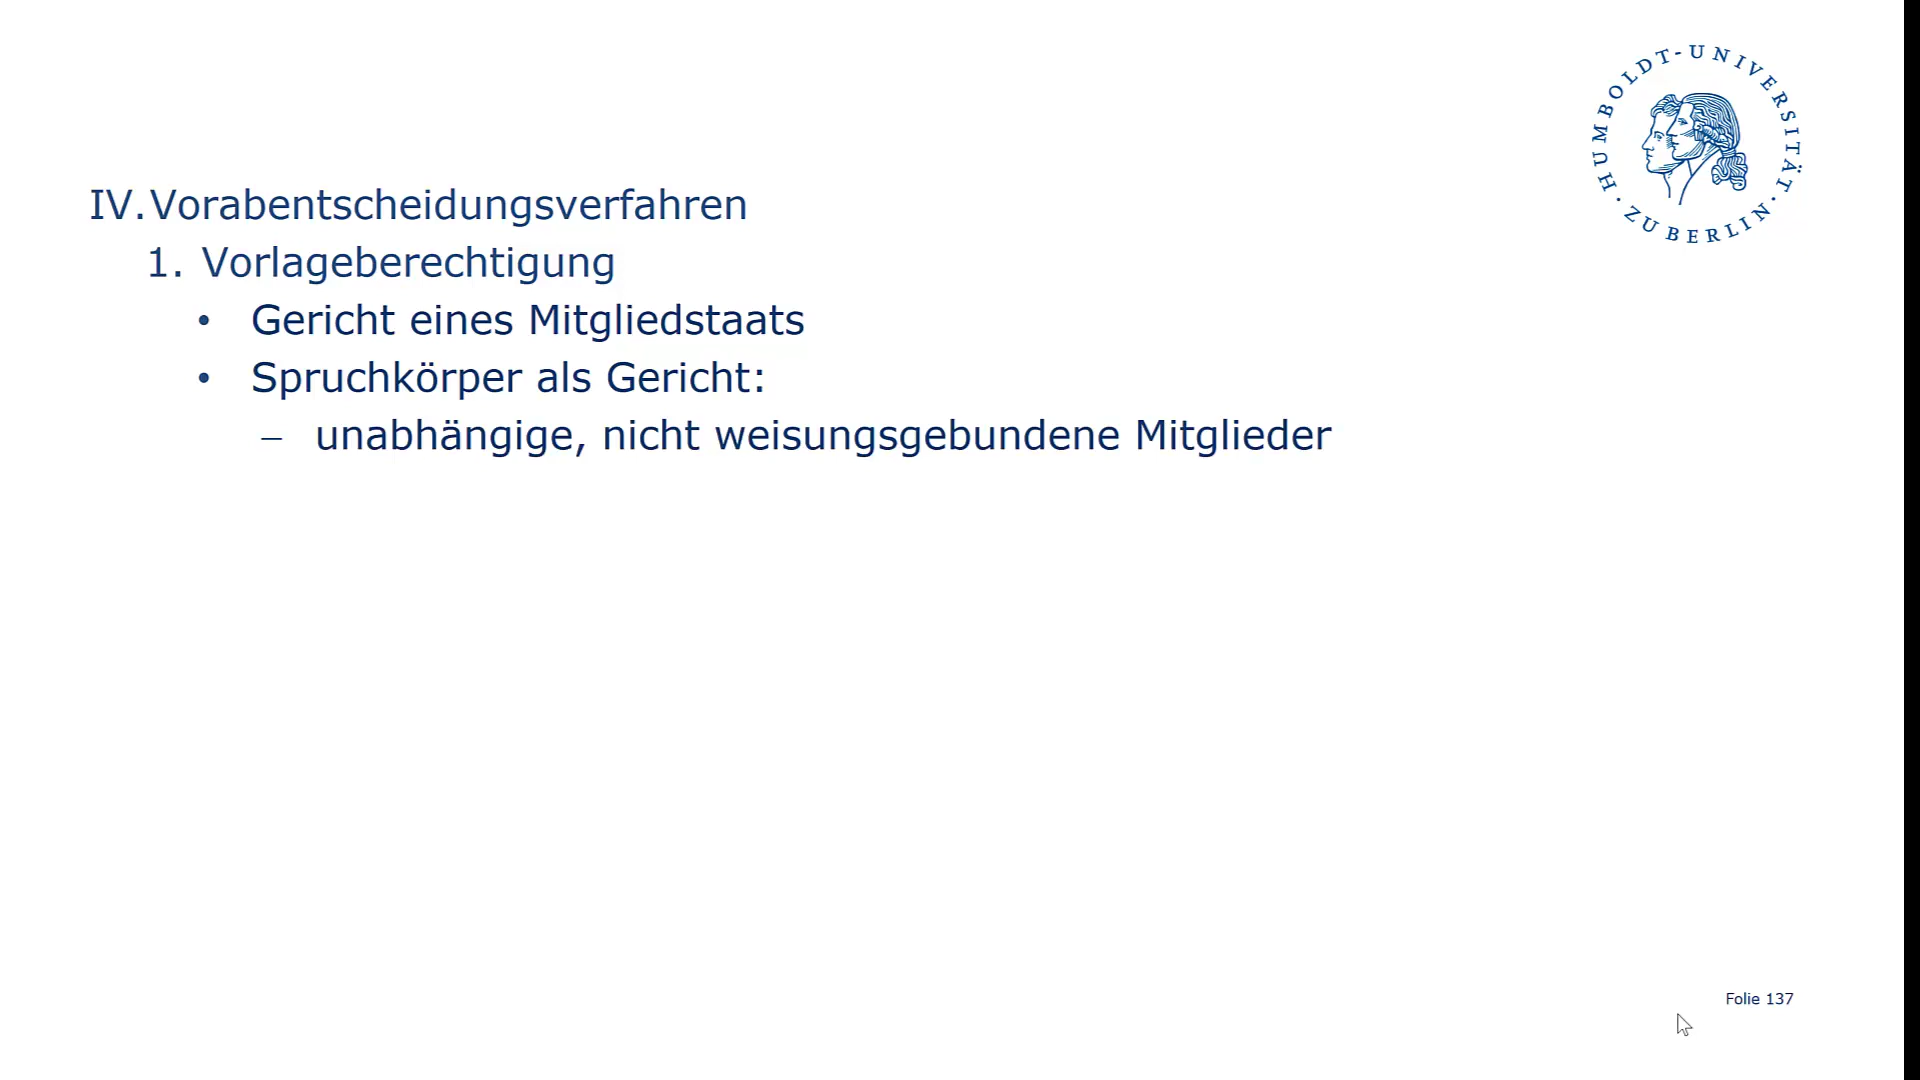 HUMBOLDT-UNIVERSITÄT · ZU BERLIN ·
IV. Vorabentscheidungsverfahren
1. Vorlageberechtigung
• Gericht eines Mitgliedstaats
• Spruchkörper als Gericht:
– unabhängige, nicht weisungsgebundene Mitglieder
Folie 137